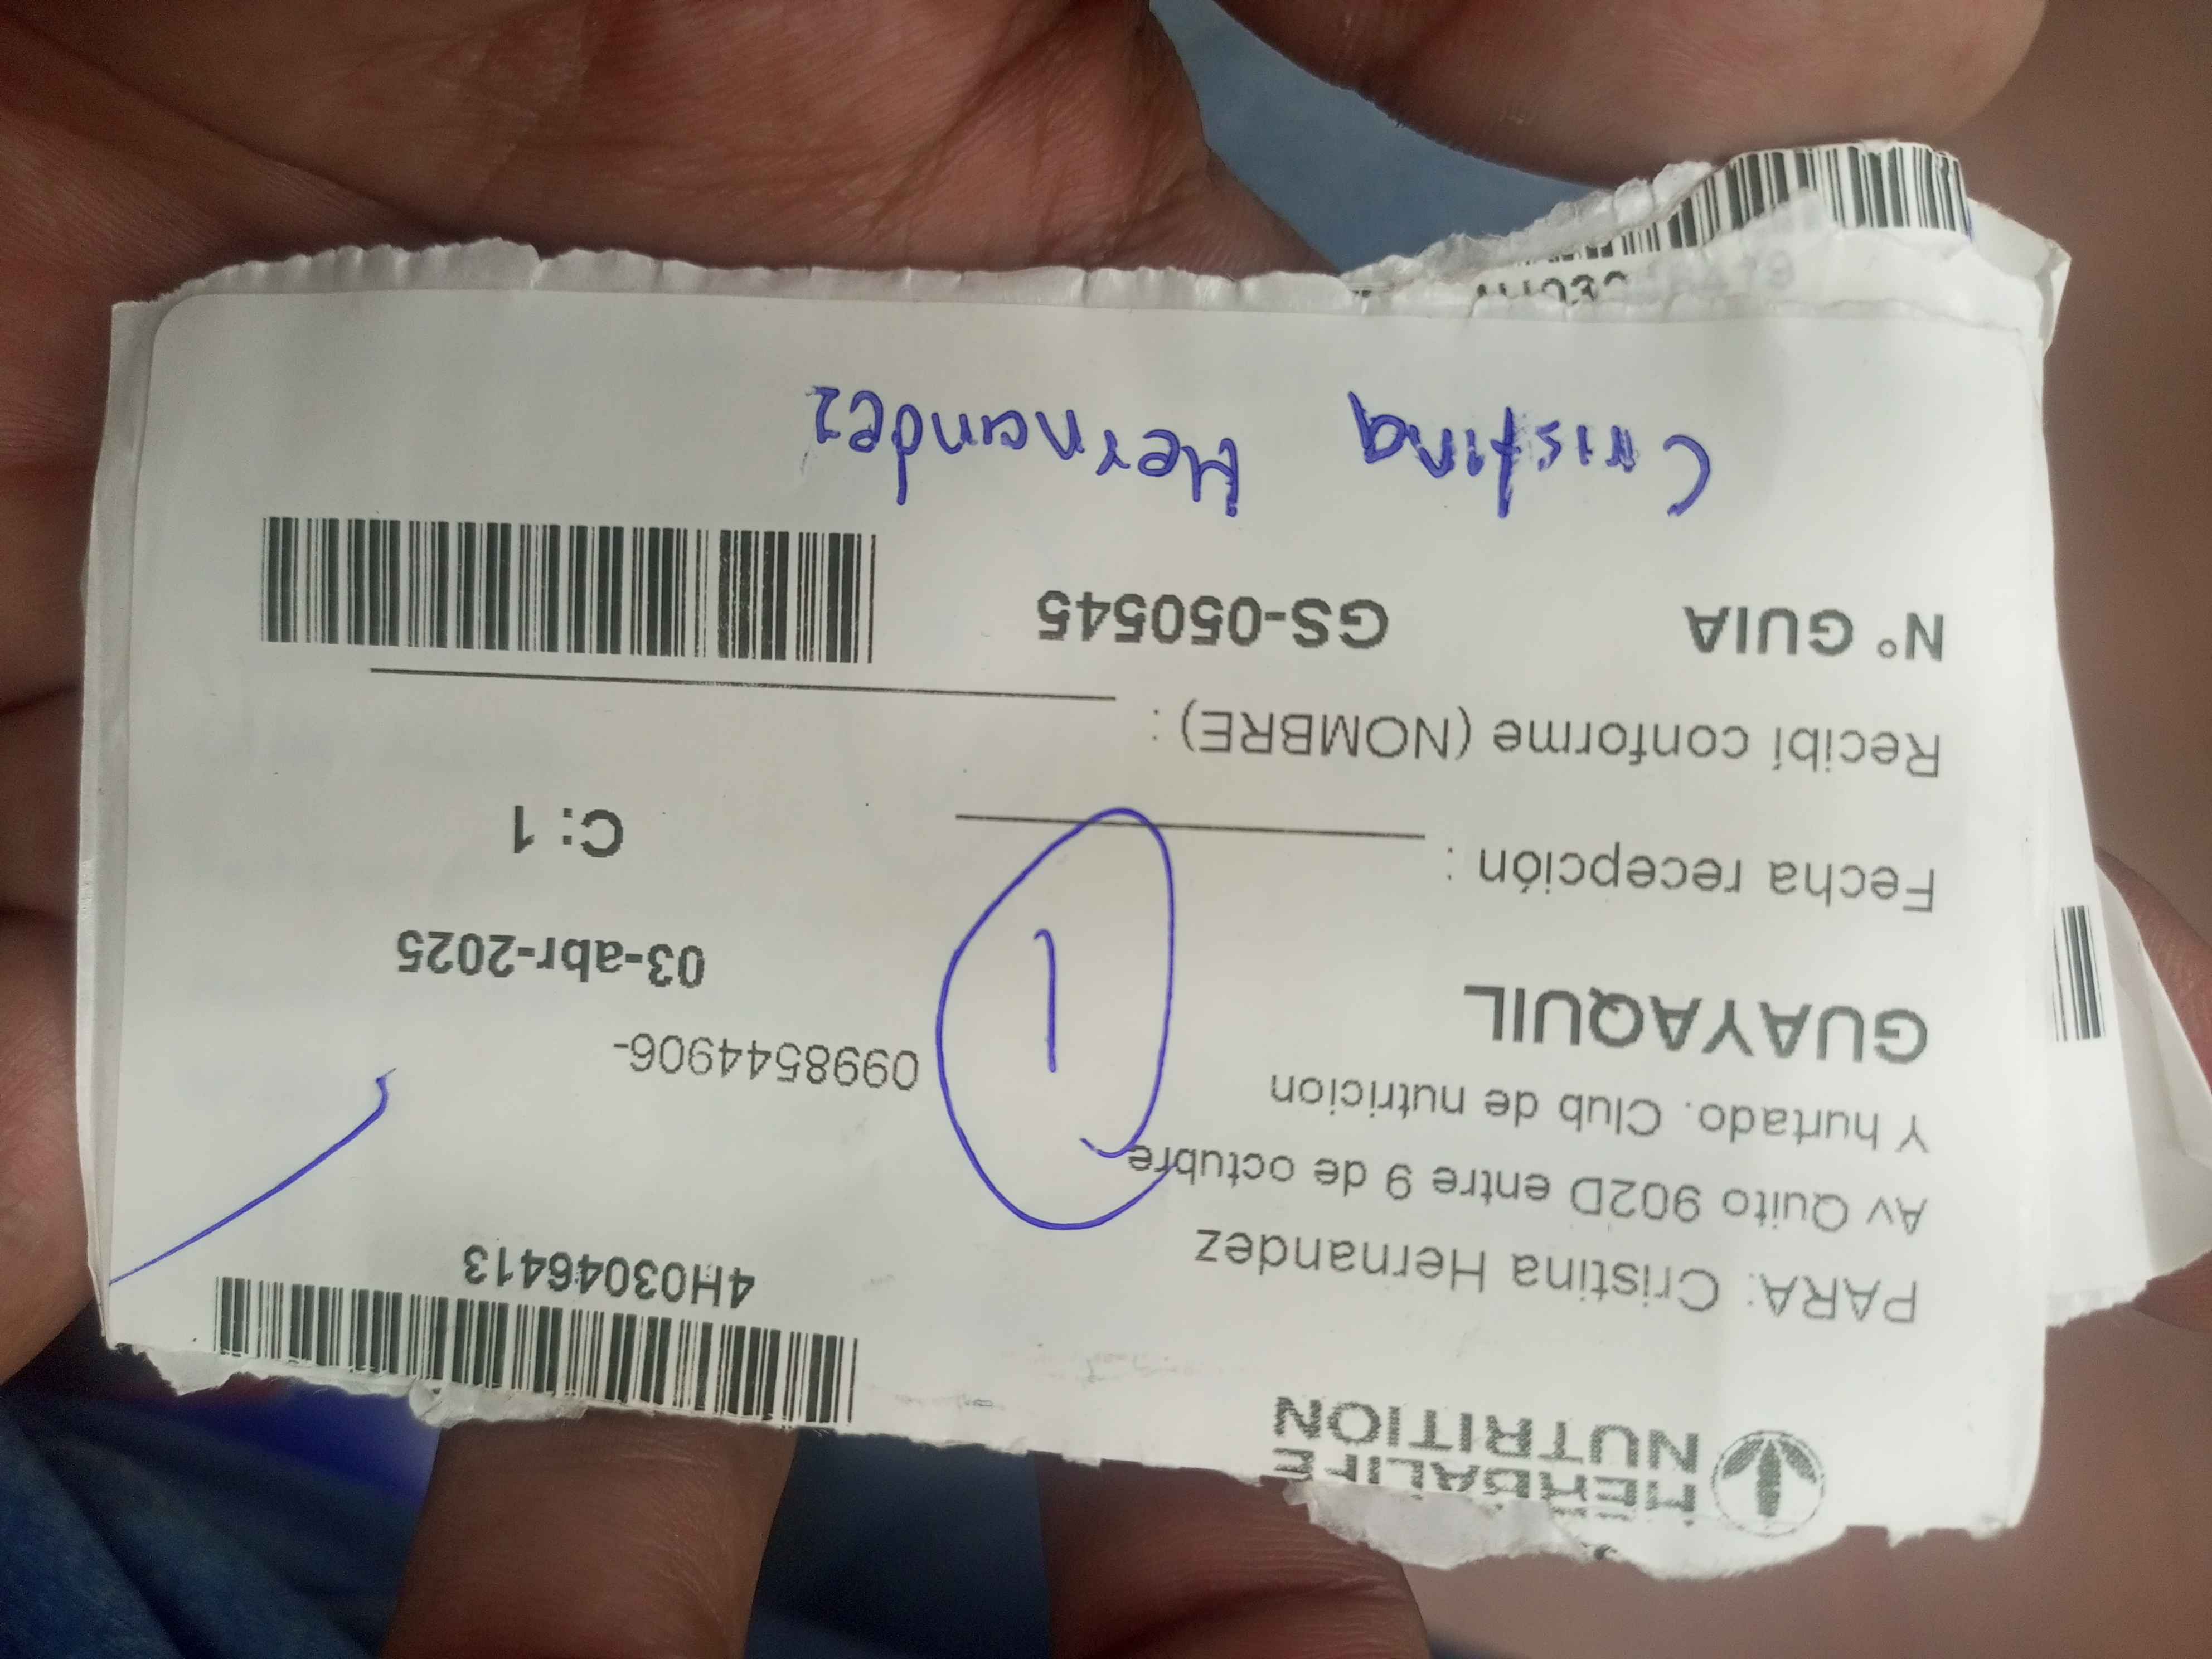 HERBALIFE
NUTRITION
4H03046413
PARA: Cristina Hernandez
Av Quito 902D entre 9 de octubre
Y hurtado. Club de nutricion
0998544906-
GUAYAQUIL
03-abr-2025
1
Fecha recepción :
C: 1
Recibí conforme (NOMBRE) :
N° GUIA GS-050545
Cristina Hernandez